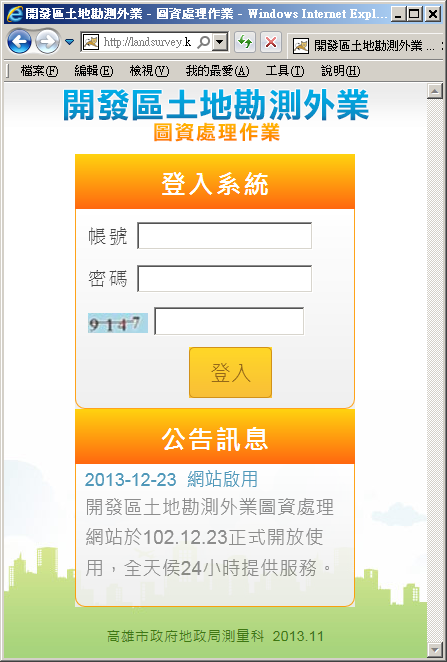 開發區土地勘測外業 - 圖資處理作業 - Windows Internet Expl...
http://landsurvey.k
開發區土地勘測外業 ...
檔案(F) 編輯(E) 檢視(V) 我的最愛(A) 工具(T) 說明(H)
開發區土地勘測外業
圖資處理作業
登入系統
帳號
密碼
9147
登入
公告訊息
2013-12-23 網站啟用
開發區土地勘測外業圖資處理
網站於102.12.23正式開放使
用，全天侯24小時提供服務。
高雄市政府地政局測量科 2013.11